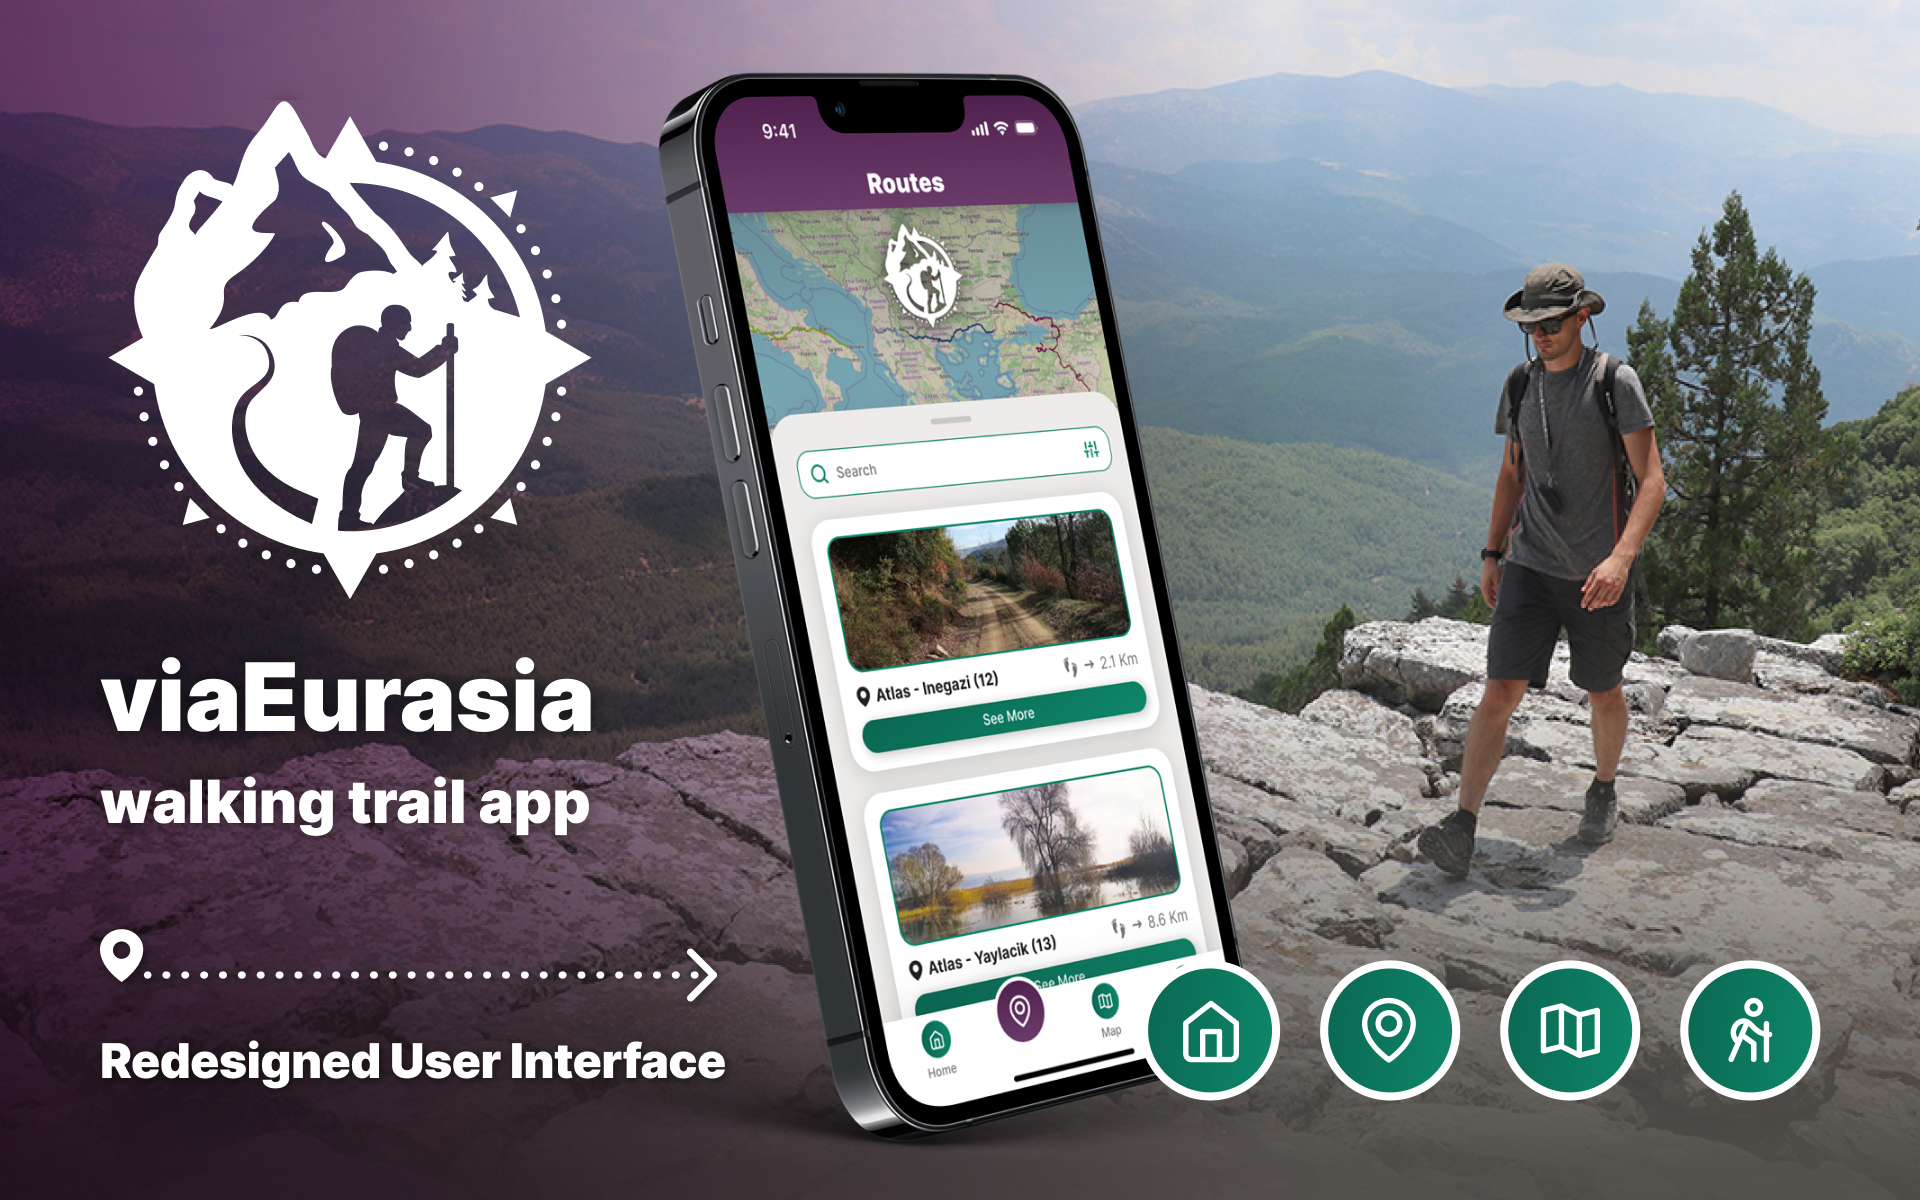 viaEurasia
walking trail app
Redesigned User Interface
9:41
Routes
Search
Atlas - Inegazi (12)
2.1 Km
See More
Atlas - Yaylacik (13)
8.6 Km
See More
Home
Map